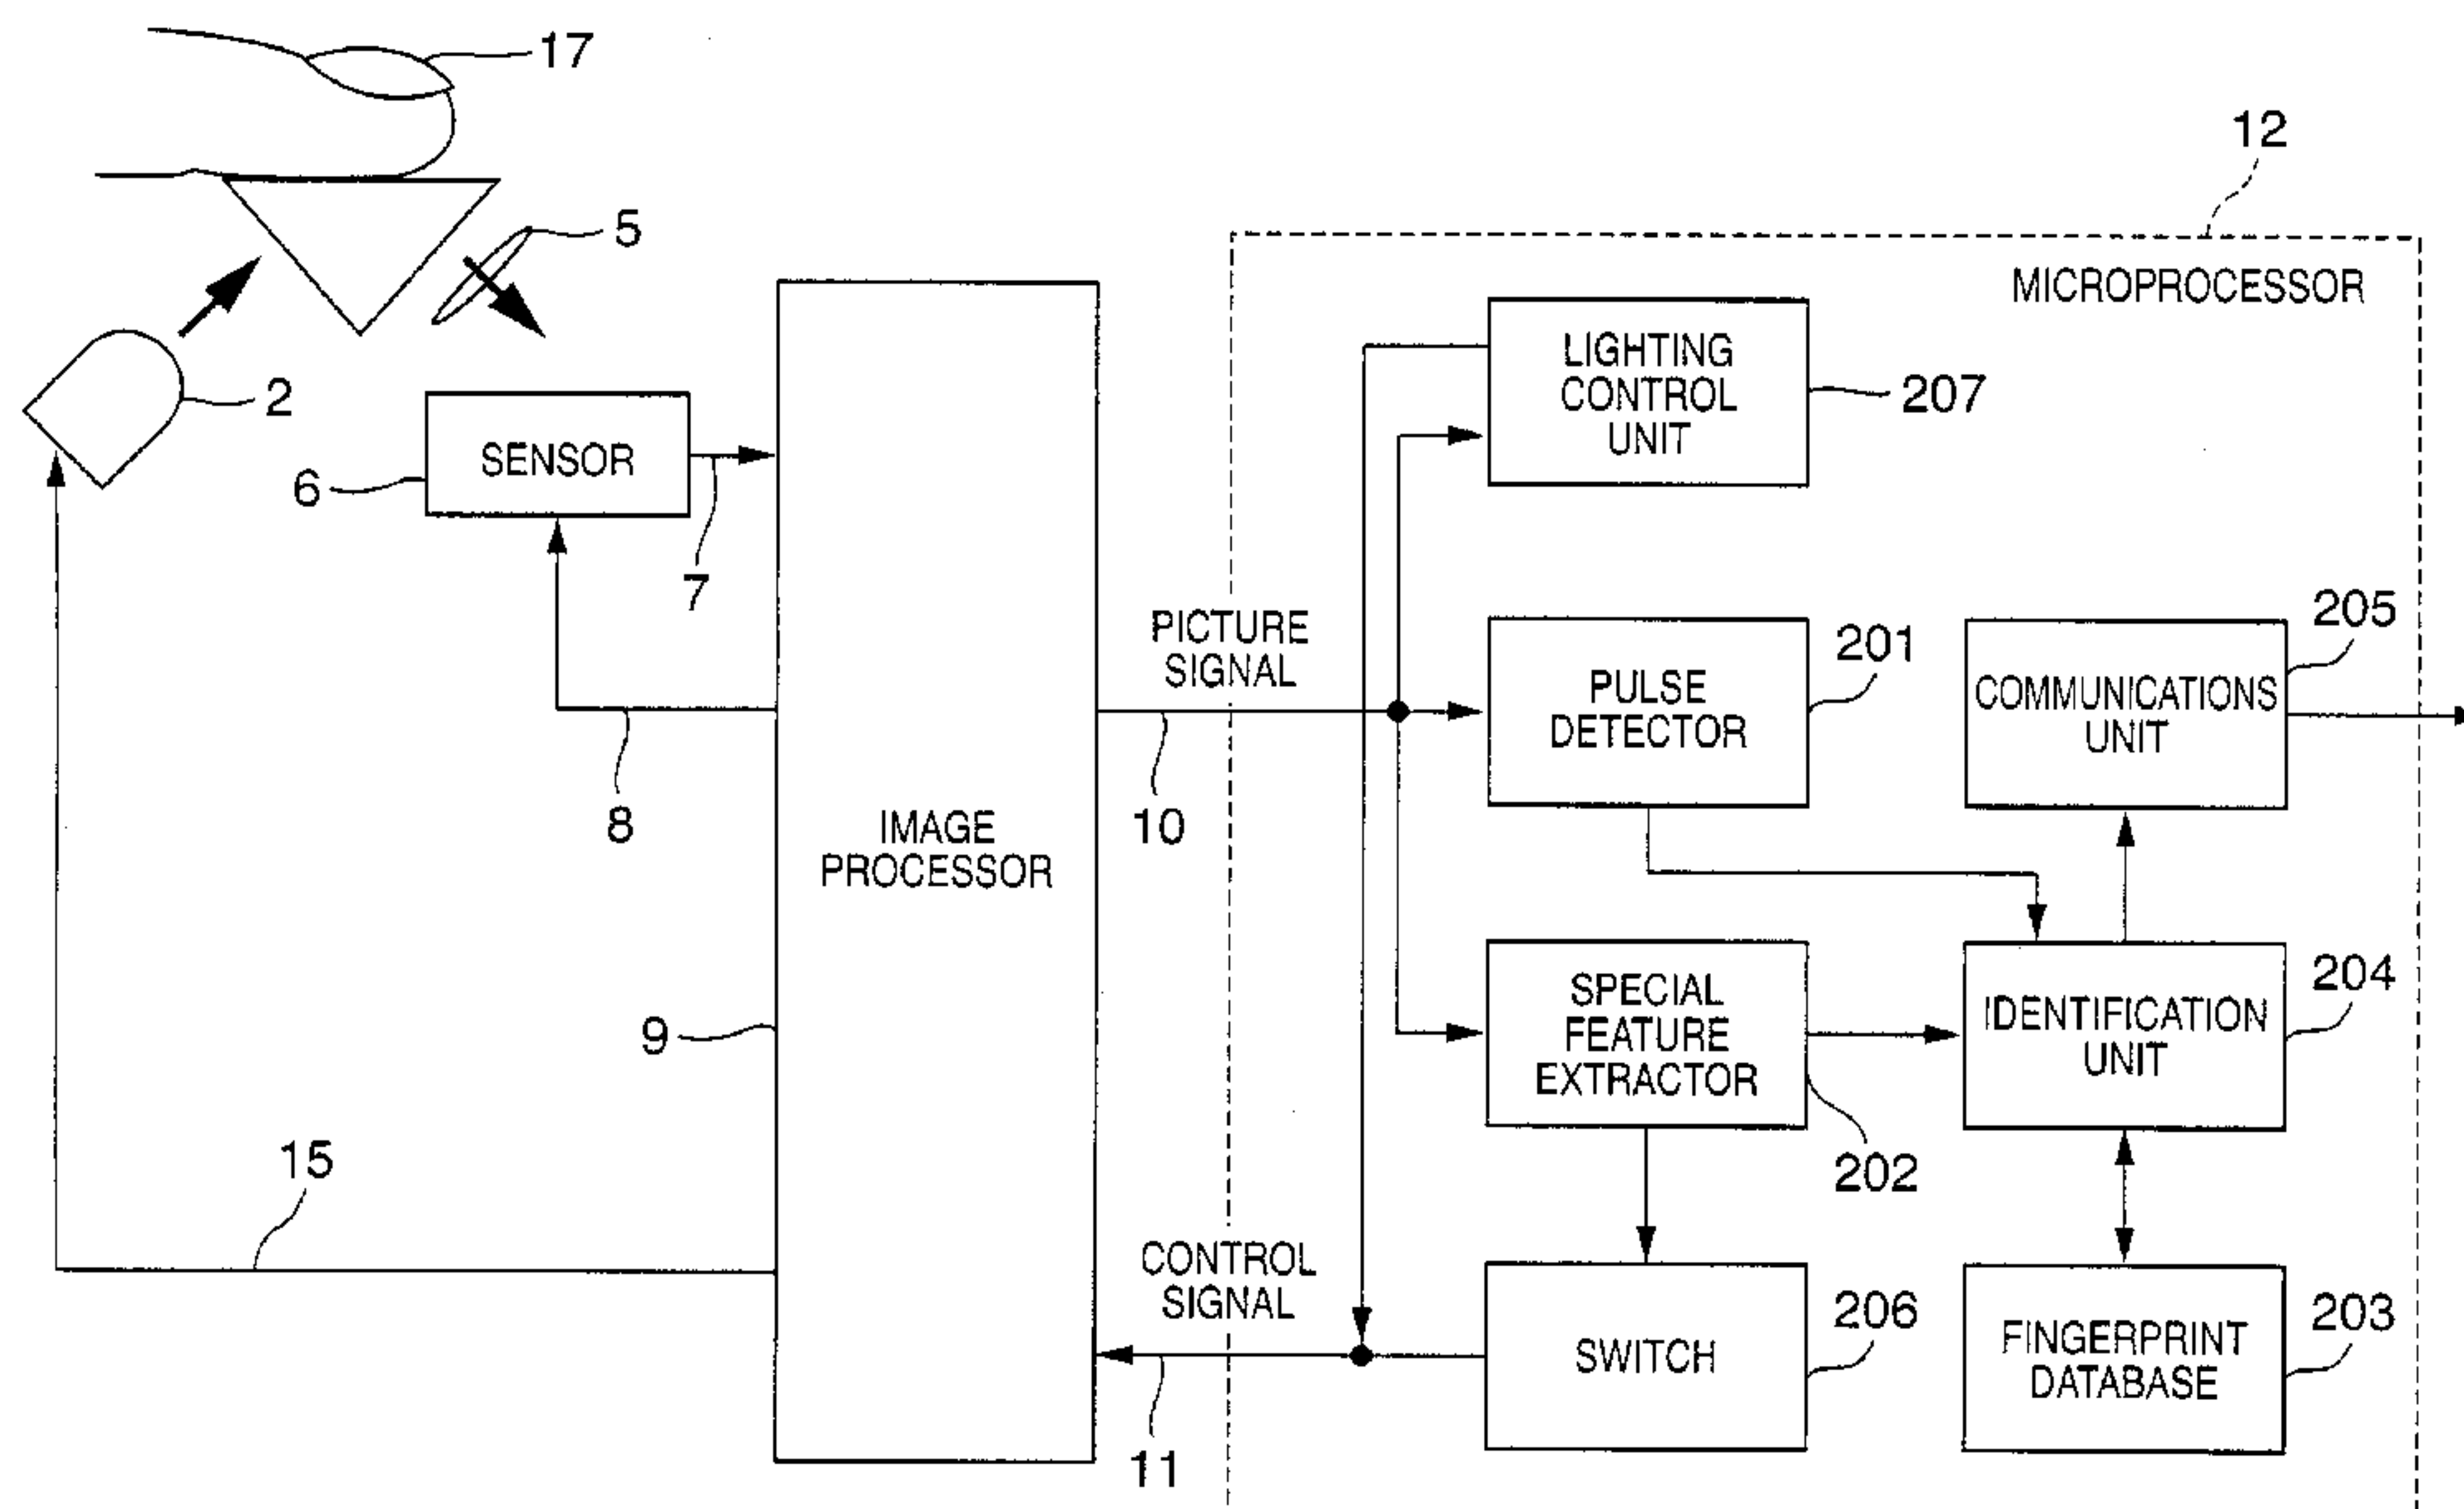 17
12
5
MICROPROCESSOR
LIGHTING
CONTROL
UNIT
207
2
SENSOR
6
7
PICTURE
SIGNAL
205
201
PULSE
DETECTOR
COMMUNICATIONS
UNIT
8
10
IMAGE
PROCESSOR
204
SPECIAL
FEATURE
EXTRACTOR
IDENTIFICATION
UNIT
9
15
202
CONTROL
SIGNAL
206
203
SWITCH
FINGERPRINT
DATABASE
11